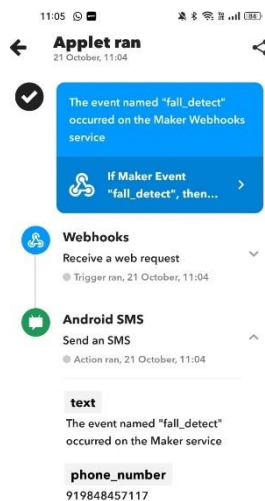 11:05
Applet ran
21 October, 11:04
The event named "fall_detect"
occurred on the Maker Webhooks
service
If Maker Event
"fall_detect", then...
Webhooks
Receive a web request
Trigger ran, 21 October, 11:04
Android SMS
Send an SMS
Action ran, 21 October, 11:04
text
The event named "fall_detect"
occurred on the Maker service
phone_number
919848457117